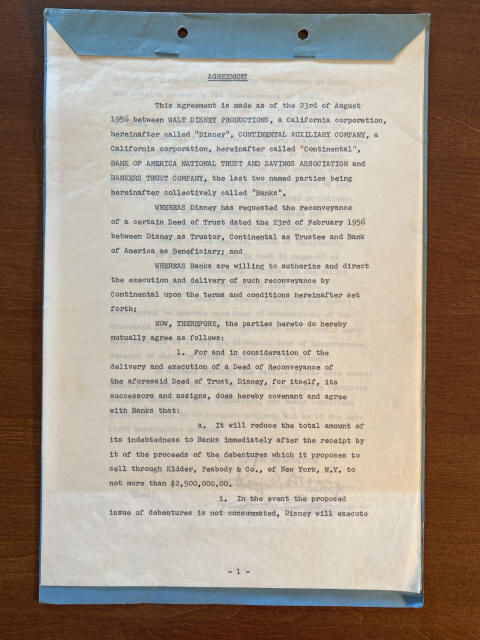 AGREEMENT
This agreement is made as of the 23rd of August
1956 between WALT DISNEY PRODUCTIONS, a California corporation,
hereinafter called "Disney", CONTINENTAL AUXILIARY COMPANY, a
California corporation, hereinafter called "Continental",
BANK OF AMERICA NATIONAL TRUST AND SAVINGS ASSOCIATION and
BANKERS TRUST COMPANY, the last two named parties being
hereinafter collectively called "Banks".
WHEREAS Disney has requested the reconveyance
of a certain Deed of Trust dated the 23rd of February 1956
between Disney as Trustor, Continental as Trustee and Bank
of America as Beneficiary; and
WHEREAS Banks are willing to authorize and direct
the execution and delivery of such reconveyance by
Continental upon the terms and conditions hereinafter set
forth;
NOW, THEREFORE, the parties hereto do hereby
mutually agree as follows:
1. For and in consideration of the
delivery and execution of a Deed of Reconveyance of
the aforesaid Deed of Trust, Disney, for itself, its
successors and assigns, does hereby covenant and agree
with Banks that:
a. It will reduce the total amount of
its indebtedness to Banks immediately after the receipt by
it of the proceeds of the debentures which it proposes to
sell through Kidder, Peabody & Co., of New York, N.Y. to
not more than $2,500,000.00.
i. In the event the proposed
issue of debentures is not consummated, Disney will execute
- 1 -